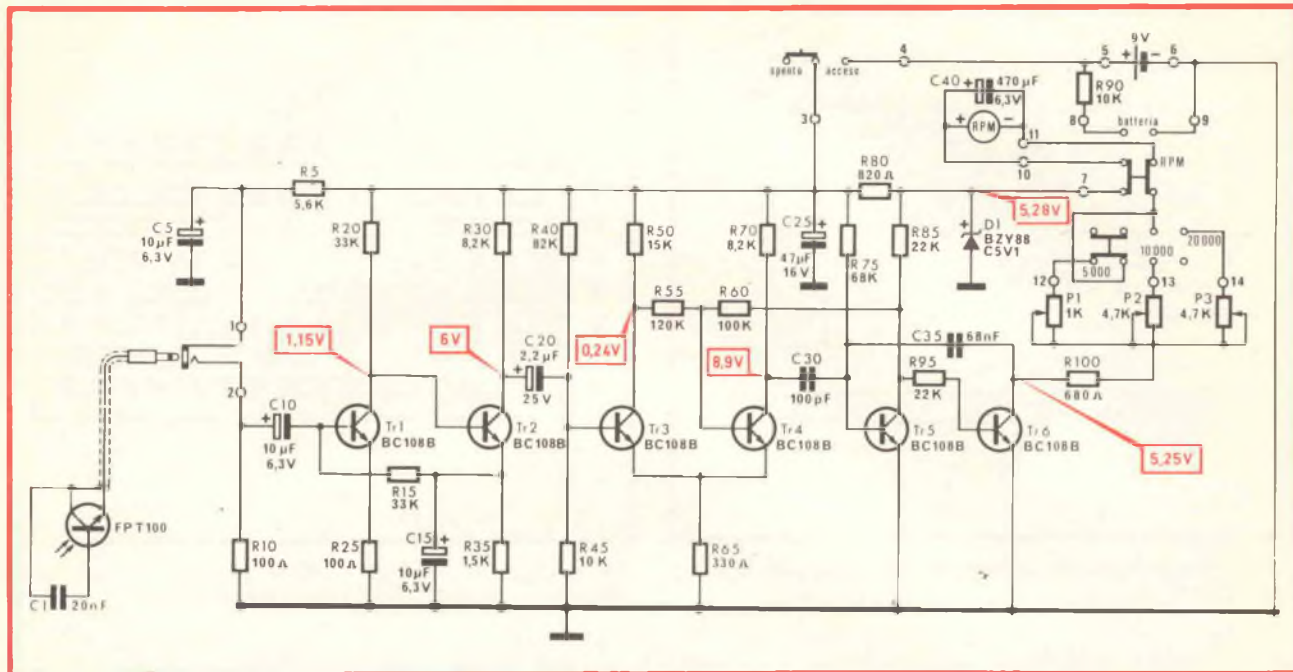 9V
4
5
+
−
6
spento
acceso
C40
+
470µF
6,3V
R90
10K
3
+
RPM
−
8
batteria
9
11
RPM
10
R80
820Ω
7
R5
5,6K
C5
+
10µF
6,3V
R20
33K
R30
8,2K
R40
82K
R50
15K
R70
8,2K
C25
+
47µF
16V
R75
68K
R85
22K
5,28V
+
D1
BZY88
C5V1
20000
10000
5000
12
13
14
P1
1K
P2
4,7K
P3
4,7K
1
R55
120K
R60
100K
1,15V
6V
C20
2,2µF
+
25V
0,24V
8,9V
C30
100pF
C35
68nF
R95
22K
R100
680Ω
2
+
C10
10µF
6,3V
Tr1
BC108B
Tr2
BC108B
Tr3
BC108B
Tr4
BC108B
Tr5
BC108B
Tr6
BC108B
5,25V
R15
33K
FPT100
R10
100Ω
R25
100Ω
C15
+
10µF
6,3V
R35
1,5K
R45
10K
R65
330Ω
C1
20nF